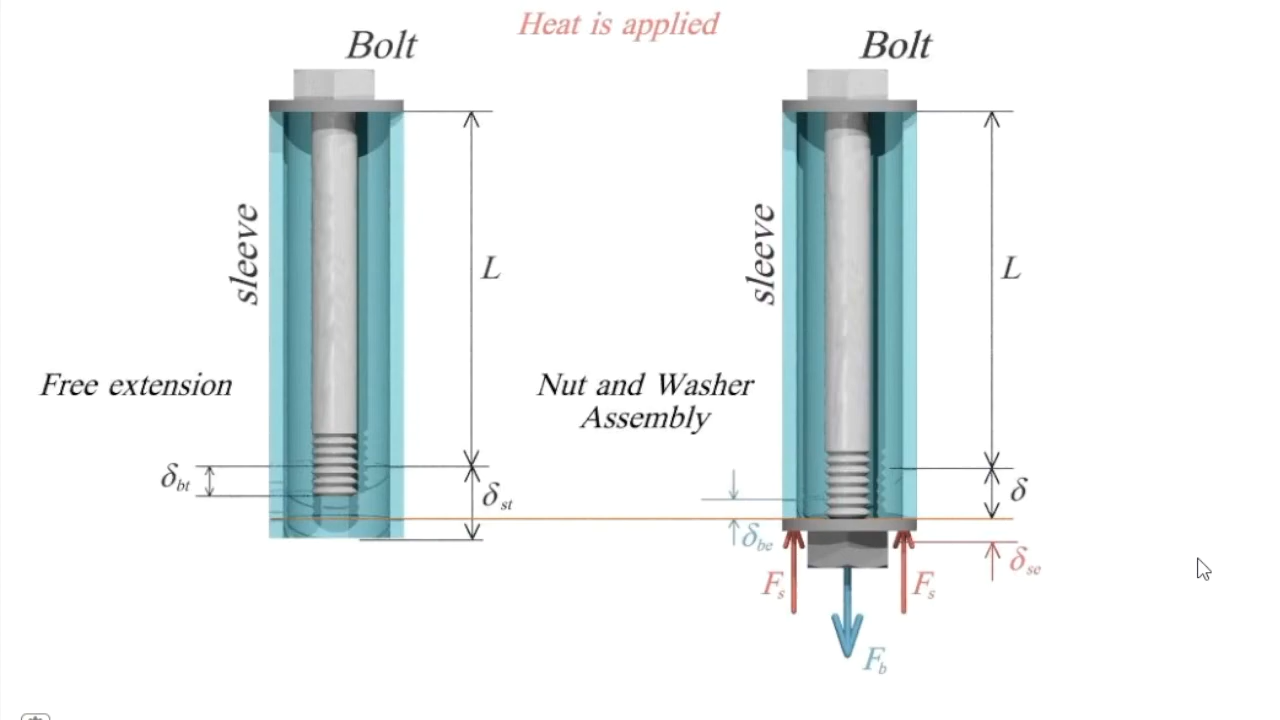 Heat is applied
Bolt
Bolt
sleeve
sleeve
L
L
Free extension
Nut and Washer
Assembly
δbt
δst
δ
δbe
δse
Fs
Fs
Fb